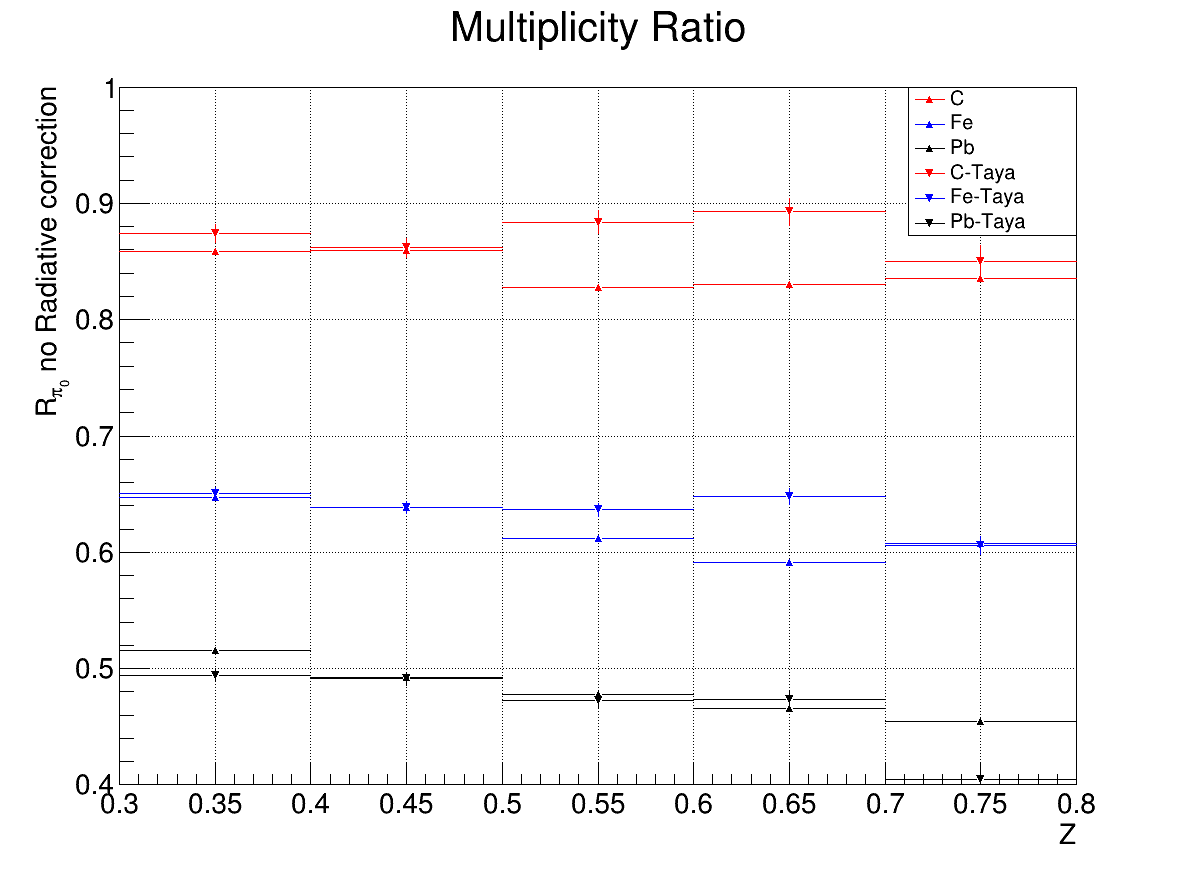 Multiplicity Ratio
R π0 no Radiative correction
1
0.9
0.8
0.7
0.6
0.5
0.4
C
Fe
Pb
C-Taya
Fe-Taya
Pb-Taya
0.3 0.35 0.4 0.45 0.5 0.55 0.6 0.65 0.7 0.75 0.8
Z